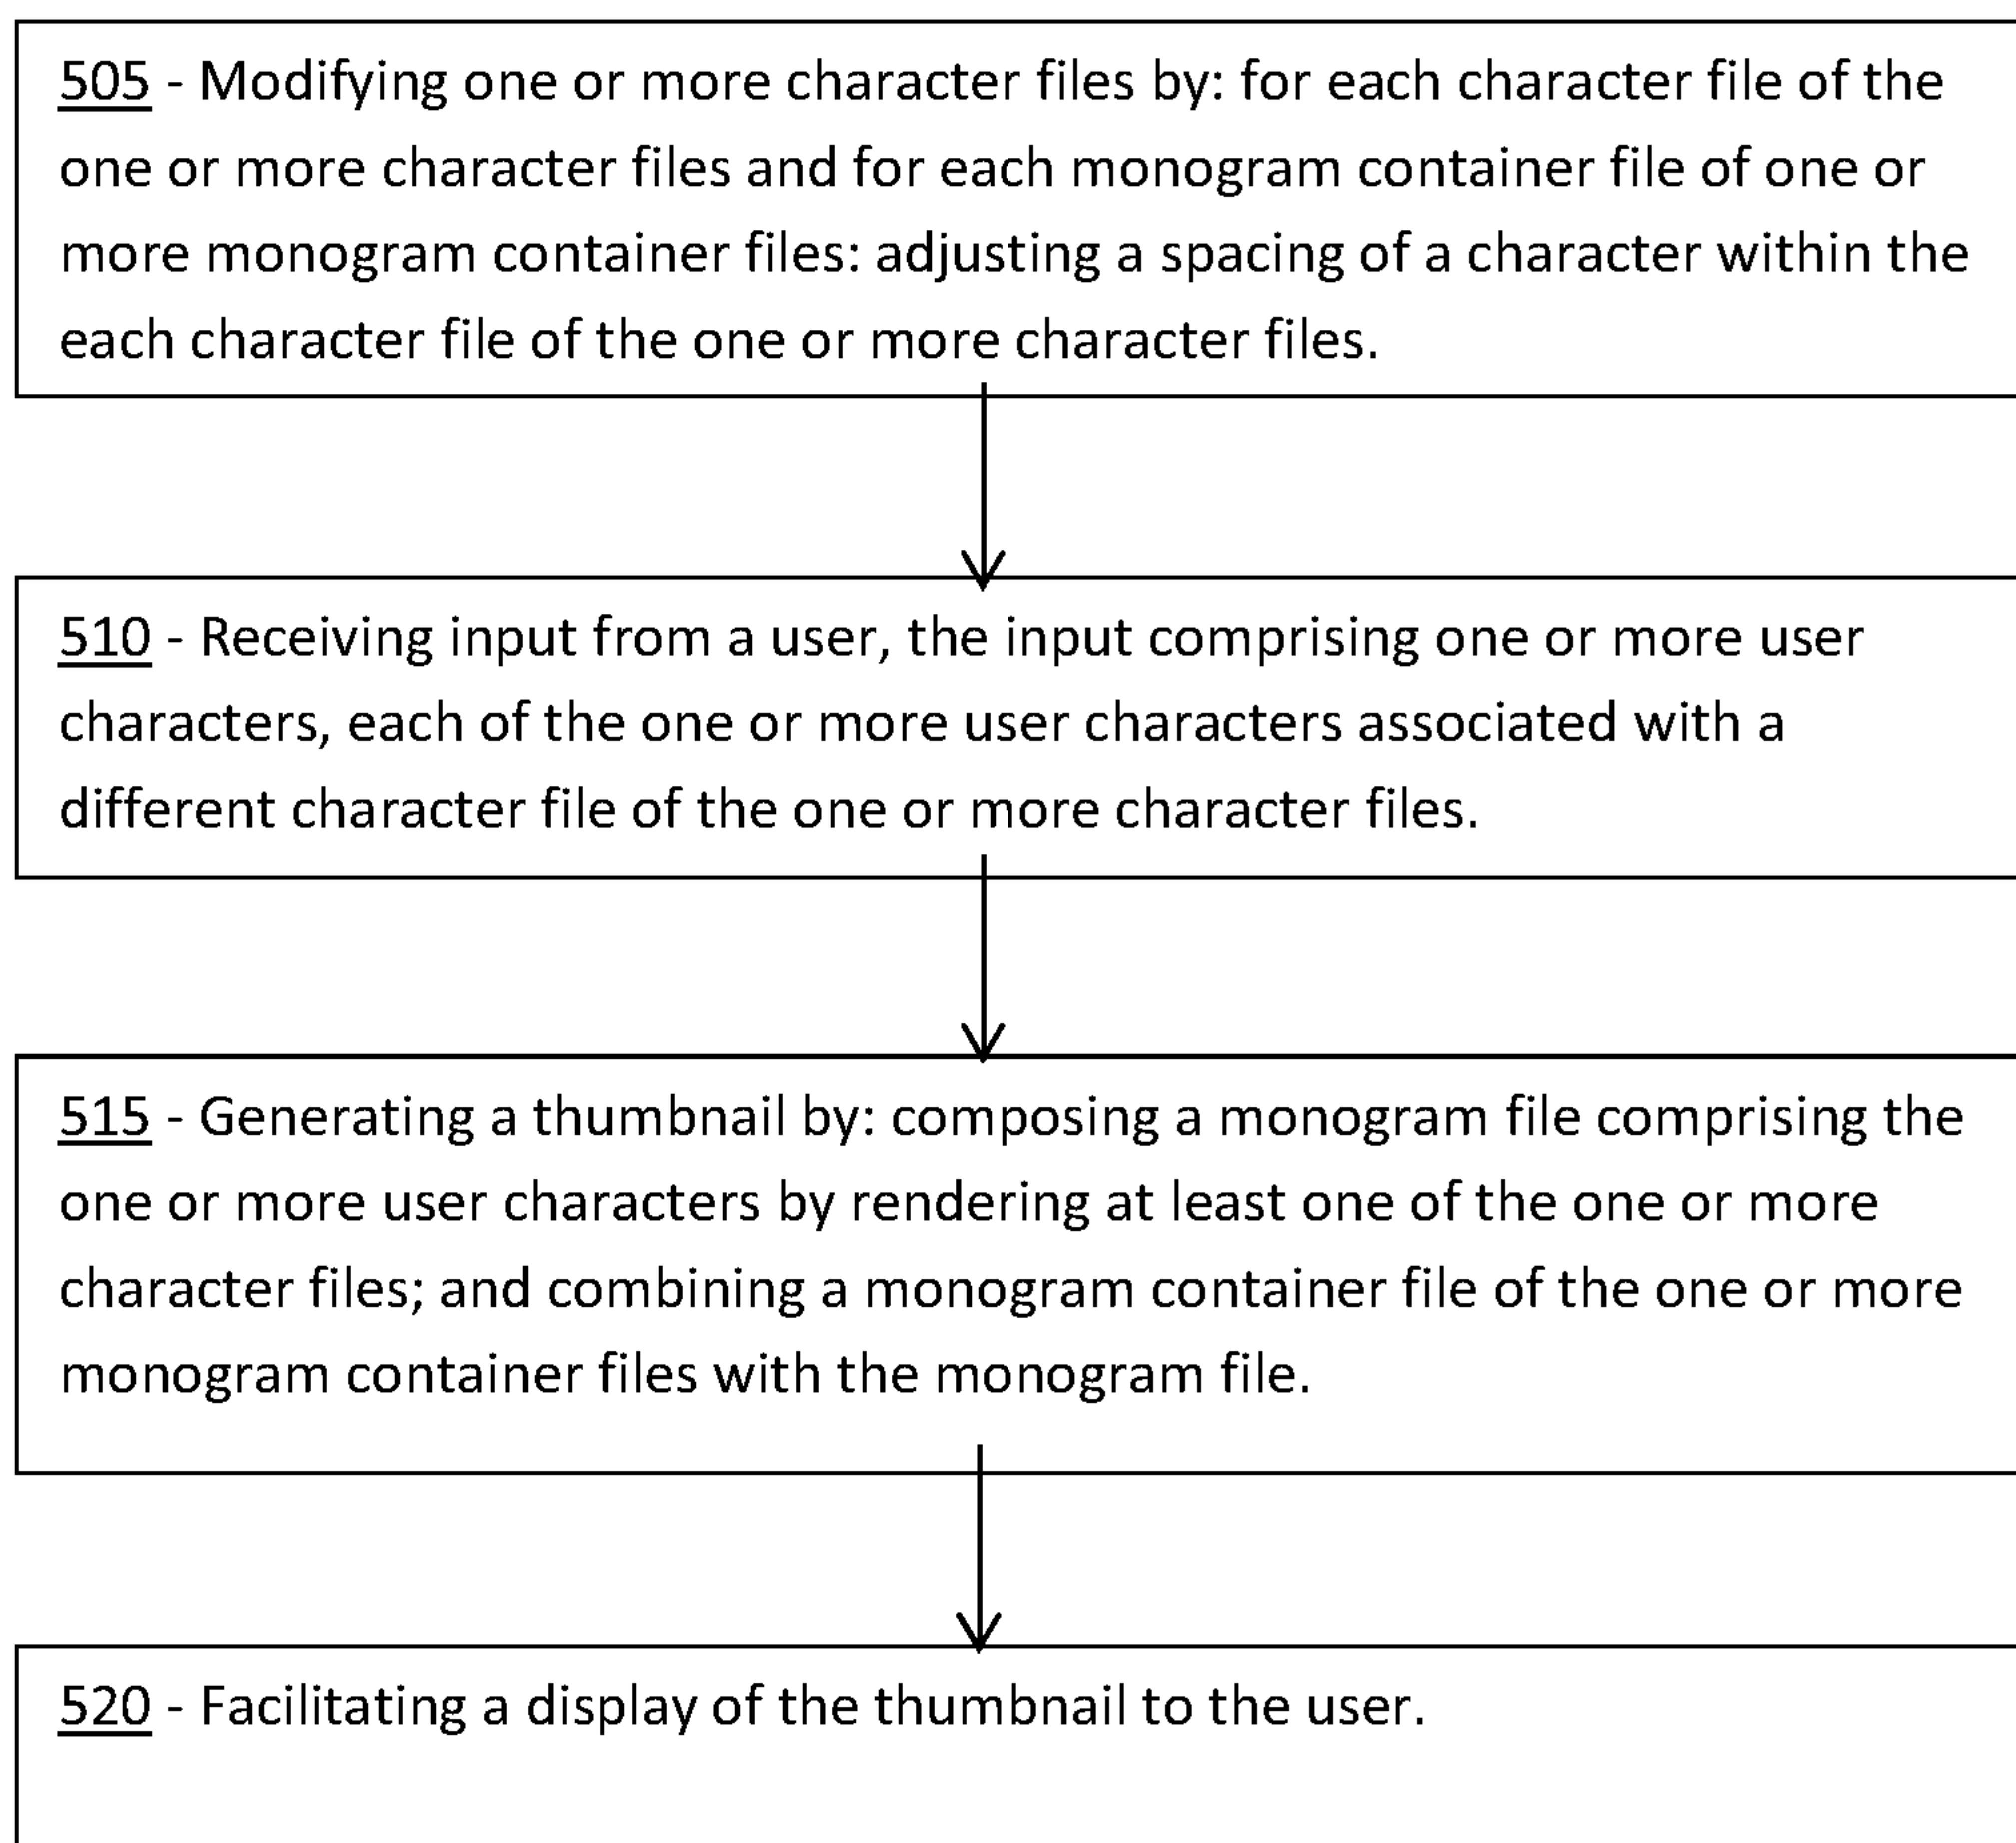 505 - Modifying one or more character files by: for each character file of the
one or more character files and for each monogram container file of one or
more monogram container files: adjusting a spacing of a character within the
each character file of the one or more character files.
510 - Receiving input from a user, the input comprising one or more user
characters, each of the one or more user characters associated with a
different character file of the one or more character files.
515 - Generating a thumbnail by: composing a monogram file comprising the
one or more user characters by rendering at least one of the one or more
character files; and combining a monogram container file of the one or more
monogram container files with the monogram file.
520 - Facilitating a display of the thumbnail to the user.